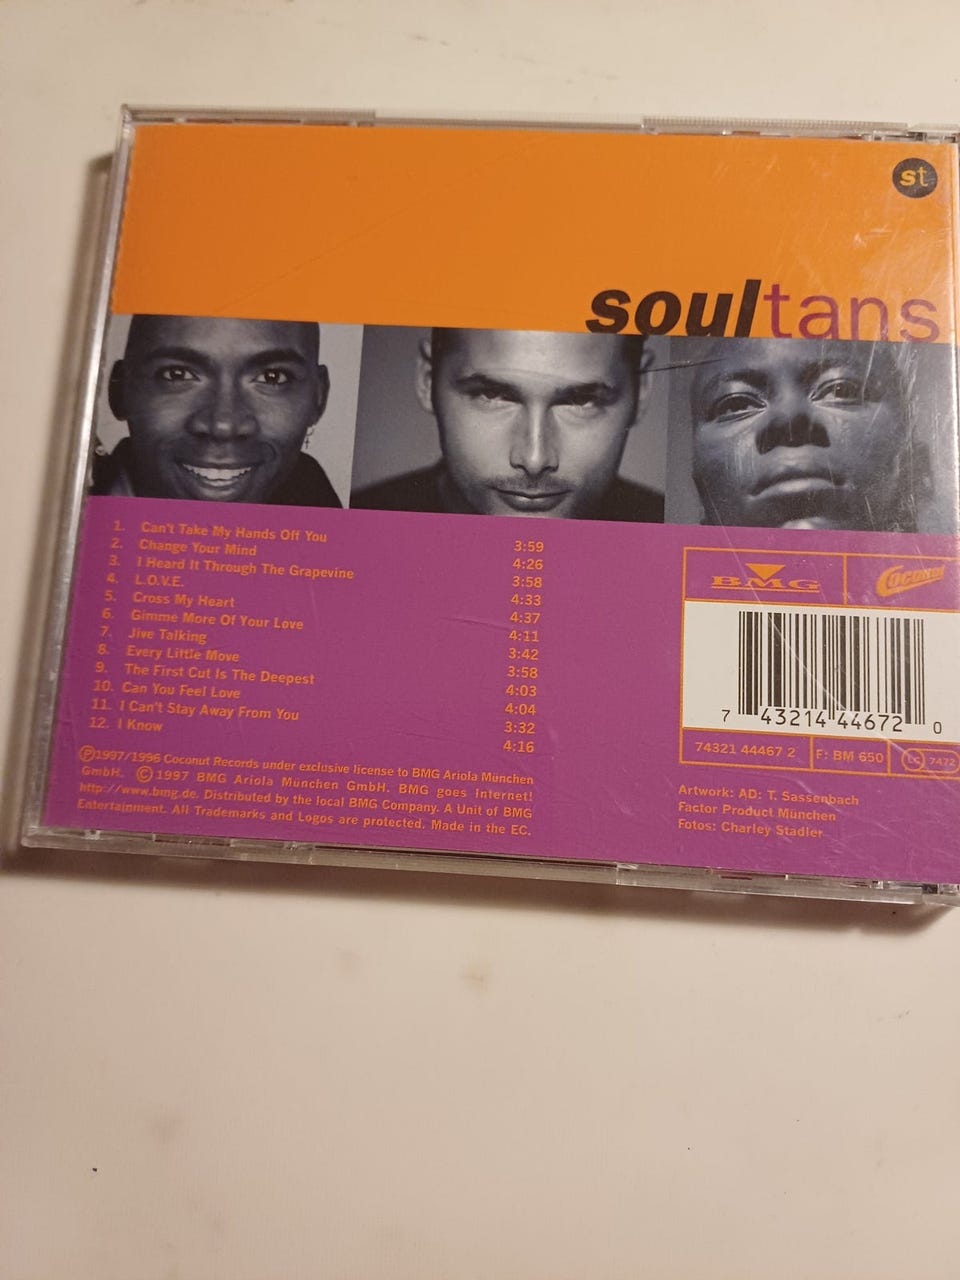 st
soultans
1. Can't Take My Hands Off You 3:59
2. Change Your Mind 4:26
3. I Heard It Through The Grapevine 3:58
4. L.O.V.E. 4:33
5. Cross My Heart 4:37
6. Gimme More Of Your Love 4:11
7. Jive Talking 3:42
8. Every Little Move 3:58
9. The First Cut Is The Deepest 4:03
10. Can You Feel Love 4:04
11. I Can't Stay Away From You 3:32
12. I Know 4:16
℗1997/1996 Coconut Records under exclusive license to BMG Ariola München
GmbH. ©1997 BMG Ariola München GmbH. BMG goes Internet!
http://www.bmg.de. Distributed by the local BMG Company. A Unit of BMG
Entertainment. All Trademarks and Logos are protected. Made in the EC.
BMG
COCONUT
7 43214 44672 0
74321 44467 2 F: BM 650 LC 7472
Artwork: AD: T. Sassenbach
Factor Product München
Fotos: Charley Stadler